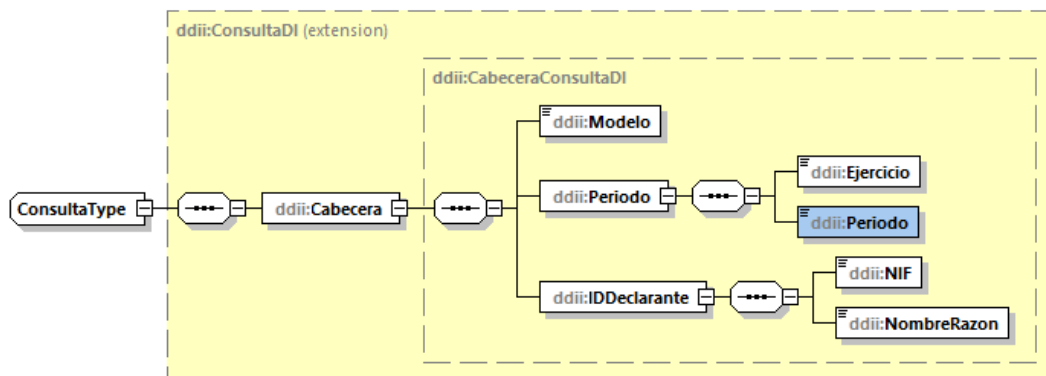 ddii:ConsultaDI (extension)
ddii:CabeceraConsultaDI
ddii:Modelo
ddii:Ejercicio
ConsultaType
ddii:Cabecera
ddii:Periodo
ddii:Periodo
ddii:NIF
ddii:IDDeclarante
ddii:NombreRazon